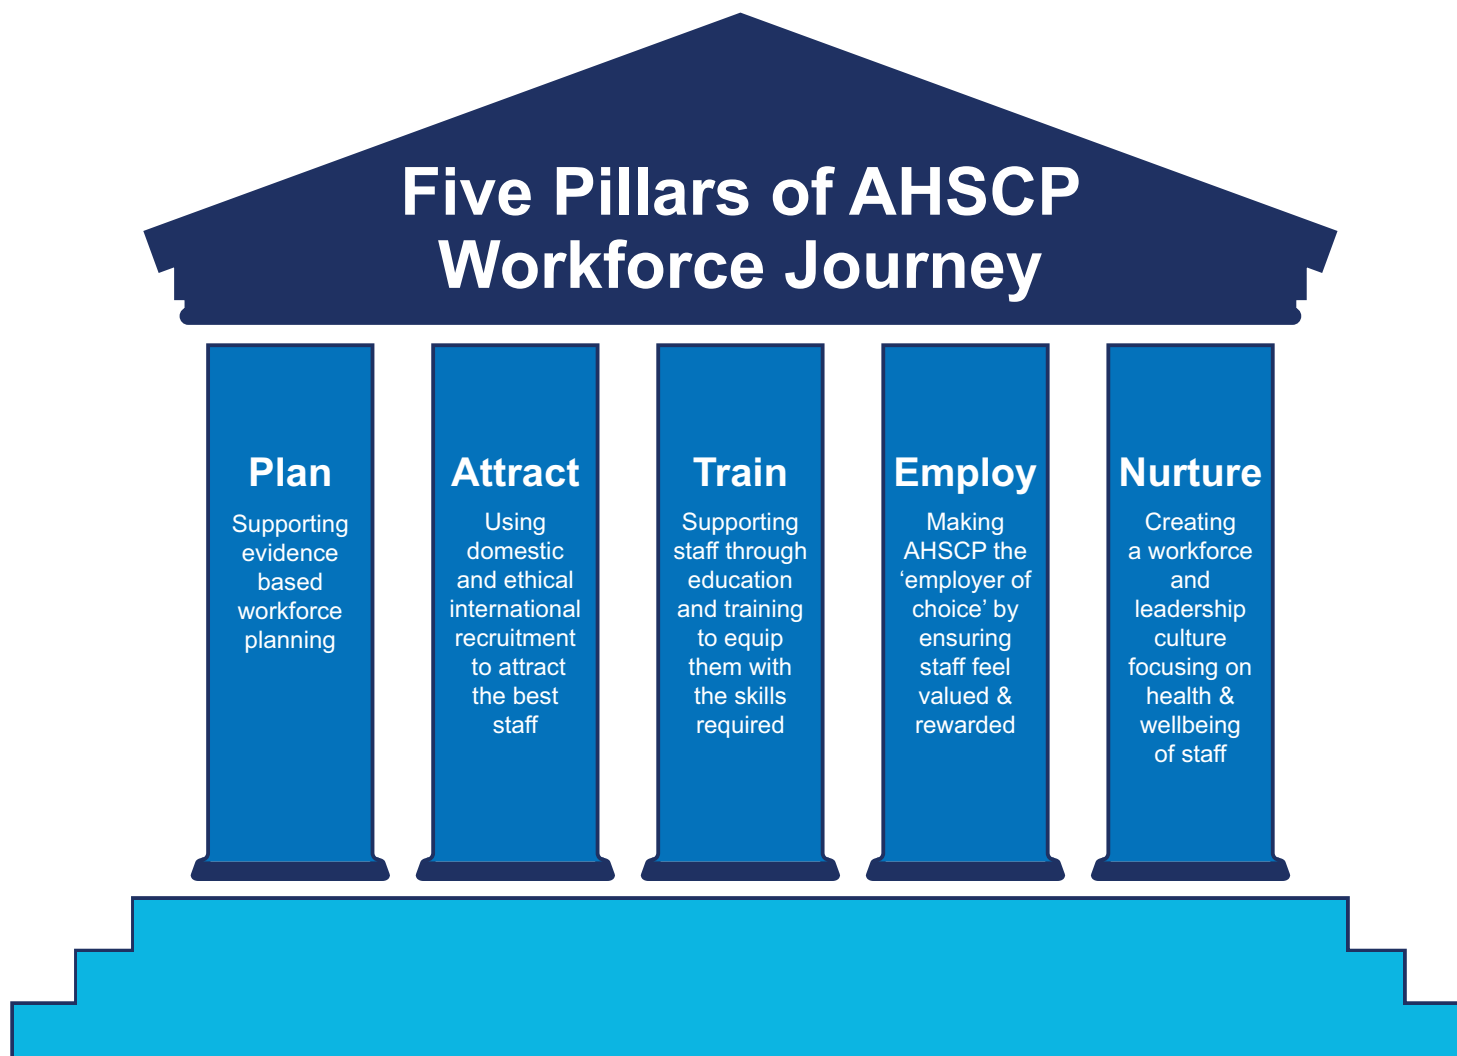 Five Pillars of AHSCP
Workforce Journey
Plan
Supporting
evidence
based
workforce
planning
Attract
Using
domestic
and ethical
international
recruitment
to attract
the best
staff
Train
Supporting
staff through
education
and training
to equip
them with
the skills
required
Employ
Making
AHSCP the
‘employer of
choice’ by
ensuring
staff feel
valued &
rewarded
Nurture
Creating
a workforce
and
leadership
culture
focusing on
health &
wellbeing
of staff